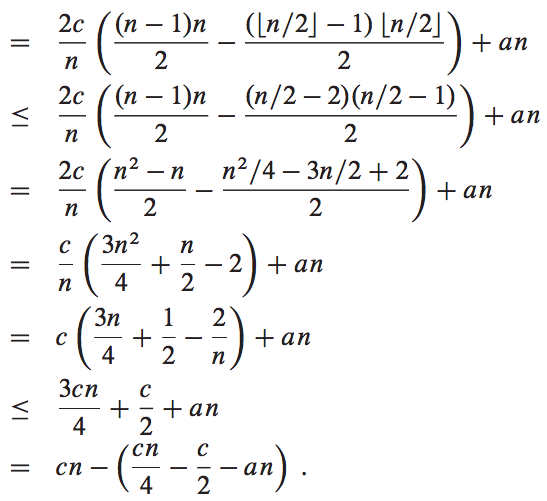 = 2c/n ( (n − 1)n/2 − (⌊n/2⌋ − 1) ⌊n/2⌋/2 ) + an
≤ 2c/n ( (n − 1)n/2 − (n/2 − 2)(n/2 − 1)/2 ) + an
= 2c/n ( n² − n/2 − n²/4 − 3n/2 + 2/2 ) + an
= c/n ( 3n²/4 + n/2 − 2 ) + an
= c ( 3n/4 + 1/2 − 2/n ) + an
≤ 3cn/4 + c/2 + an
= cn − ( cn/4 − c/2 − an ) .